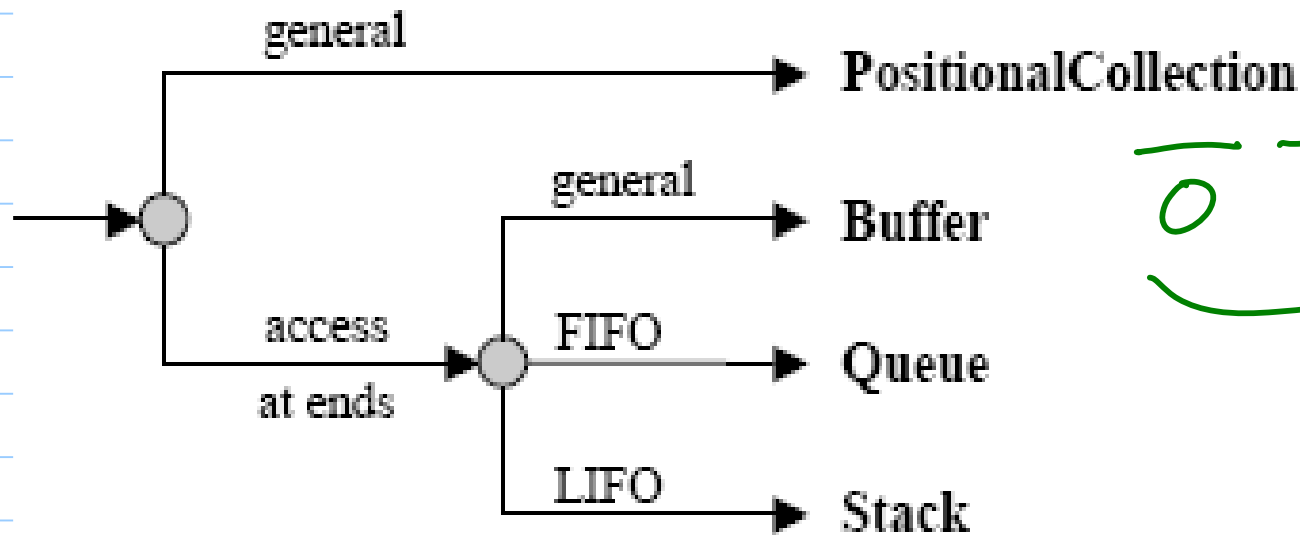 general
PositionalCollection
general
Buffer
access
at ends
FIFO
Queue
LIFO
Stack